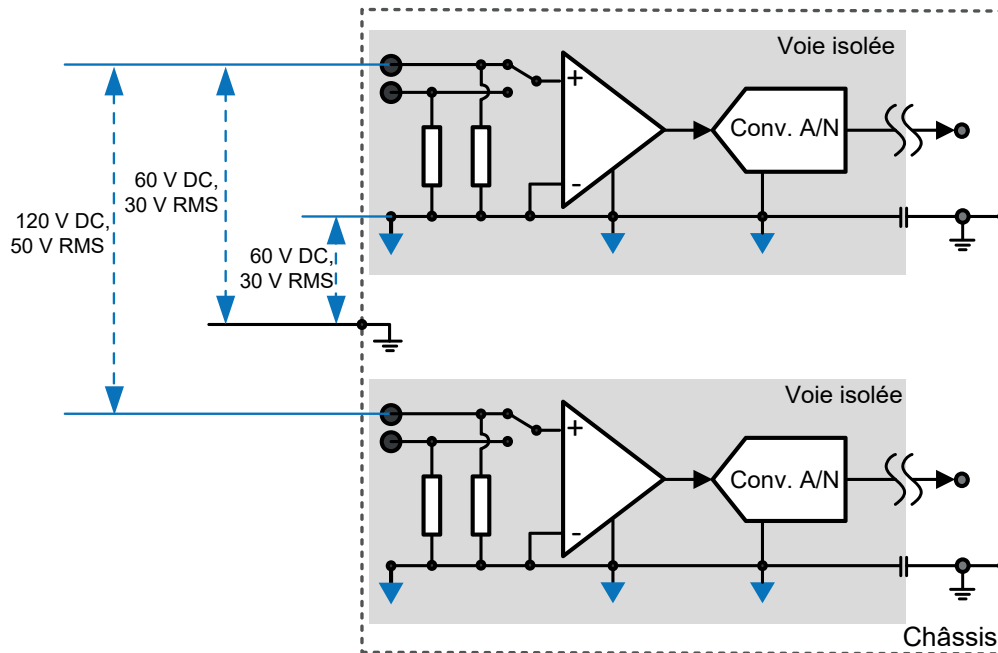 Voie isolée
+
Conv. A/N
-
60 V DC,
30 V RMS
120 V DC,
50 V RMS
60 V DC,
30 V RMS
Voie isolée
+
Conv. A/N
-
Châssis